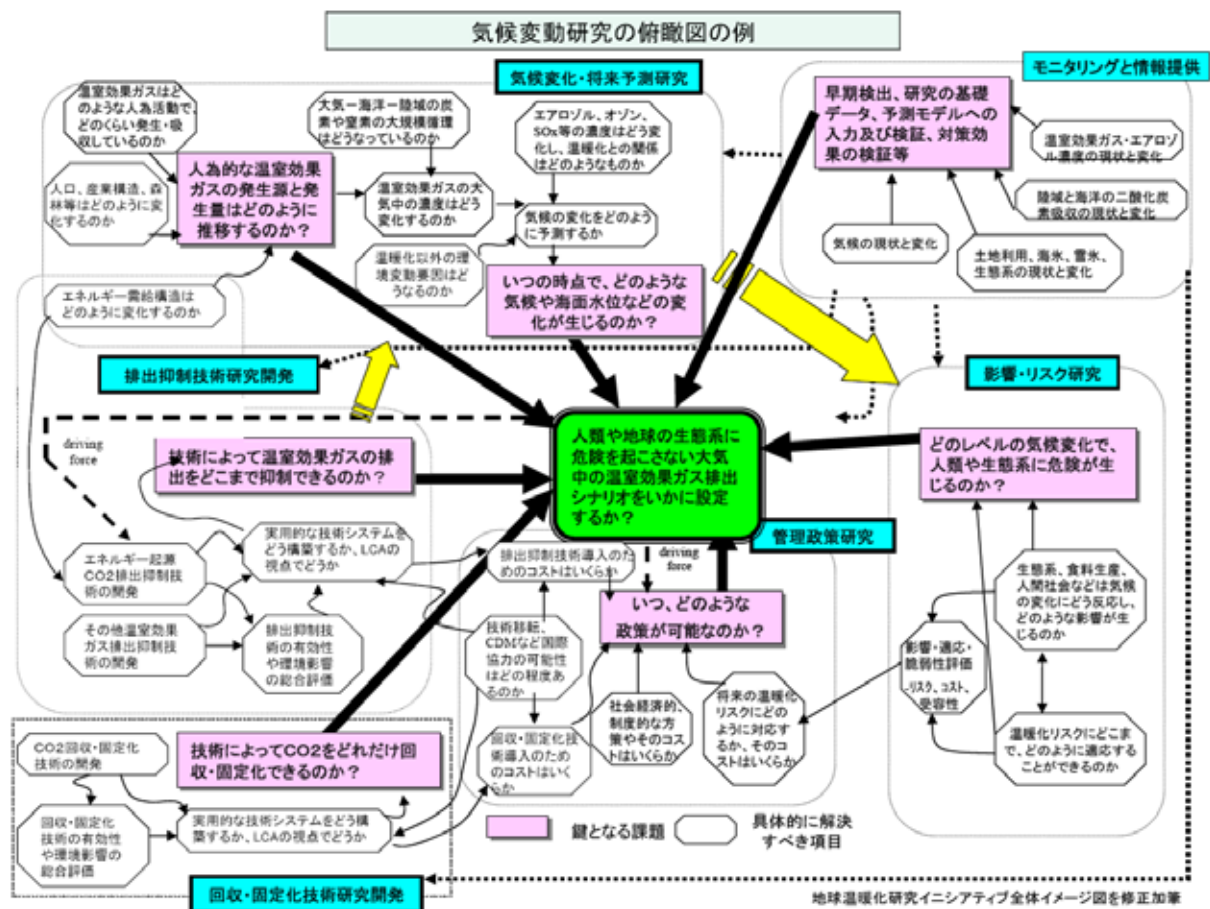 気候変動研究の俯瞰図の例
気候変化・将来予測研究
モニタリングと情報提供
温室効果ガスはど
のような人為活動で、
どのくらい発生・吸
収しているのか
大気ー海洋ー陸域の炭
素や窒素の大規模循環
はどうなっているのか
エアロゾル、オゾン、
SOx等の濃度はどう変
化し、温暖化との関係
はどのようなものか
早期検出、研究の基礎
データ、予測モデルへの
入力及び検証、対策効
果の検証等
温室効果ガス・エアロゾ
ル濃度の現状と変化
人為的な温室効果
ガスの発生源と発
生量はどのように
推移するのか？
人口、産業構造、森
林等はどのように変
化するのか
温室効果ガスの大
気中の濃度はどう
変化するのか
気候の変化をどのよう
に予測するか
陸域と海洋の二酸化炭
素吸収の現状と変化
気候の現状と変化
土地利用、海氷、雪氷、
生態系の現状と変化
温暖化以外の環
境変動要因はど
うなるのか
いつの時点で、どのような
気候や海面水位などの変
化が生じるのか？
エネルギー需給構造は
どのように変化するのか
排出抑制技術研究開発
影響・リスク研究
driving
force
技術によって温室効果ガスの排
出をどこまで抑制できるのか？
人類や地球の生態系に
危険を起こさない大気
中の温室効果ガス排出
シナリオをいかに設定
するか？
どのレベルの気候変化で、
人類や生態系に危険が生
じるのか？
管理政策研究
実用的な技術システムを
どう構築するか、LCAの
視点でどうか
エネルギー起源
CO2排出抑制技
術の開発
排出抑制技術導入のた
めのコストはいくらか
driving
force
いつ、どのような
政策が可能なのか？
生態系、食料生産、
人間社会などは気候
の変化にどう反応し、
どのような影響が生
じるのか
その他温室効果
ガス排出抑制技
術の開発
排出抑制技
術の有効性
や環境影響
の総合評価
技術移転、
CDMなど国際
協力の可能性
はどの程度あ
るのか
影響・適応・
脆弱性評価
-リスク、コスト、
受容性
社会経済的、
制度的な方
策やそのコス
トはいくらか
将来の温暖化
リスクにどの
ように対応す
るか、そのコ
ストはいくらか
温暖化リスクにどこま
で、どのように適応する
ことができるのか
CO2回収・固定化
技術の開発
技術によってCO2をどれだけ回
収・固定化できるのか？
回収・固定化技
術導入のため
のコストはいく
らか
回収・固定化
技術の有効性
や環境影響の
総合評価
実用的な技術システムをどう構
築するか、LCAの視点でどうか
鍵となる課題
具体的に解決
すべき項目
回収・固定化技術研究開発
地球温暖化研究イニシアティブ全体イメージ図を修正加筆